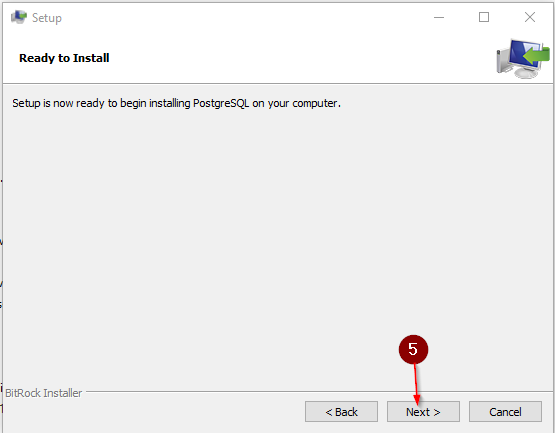 Setup
Ready to Install
Setup is now ready to begin installing PostgreSQL on your computer.
5
BitRock Installer
< Back
Next >
Cancel